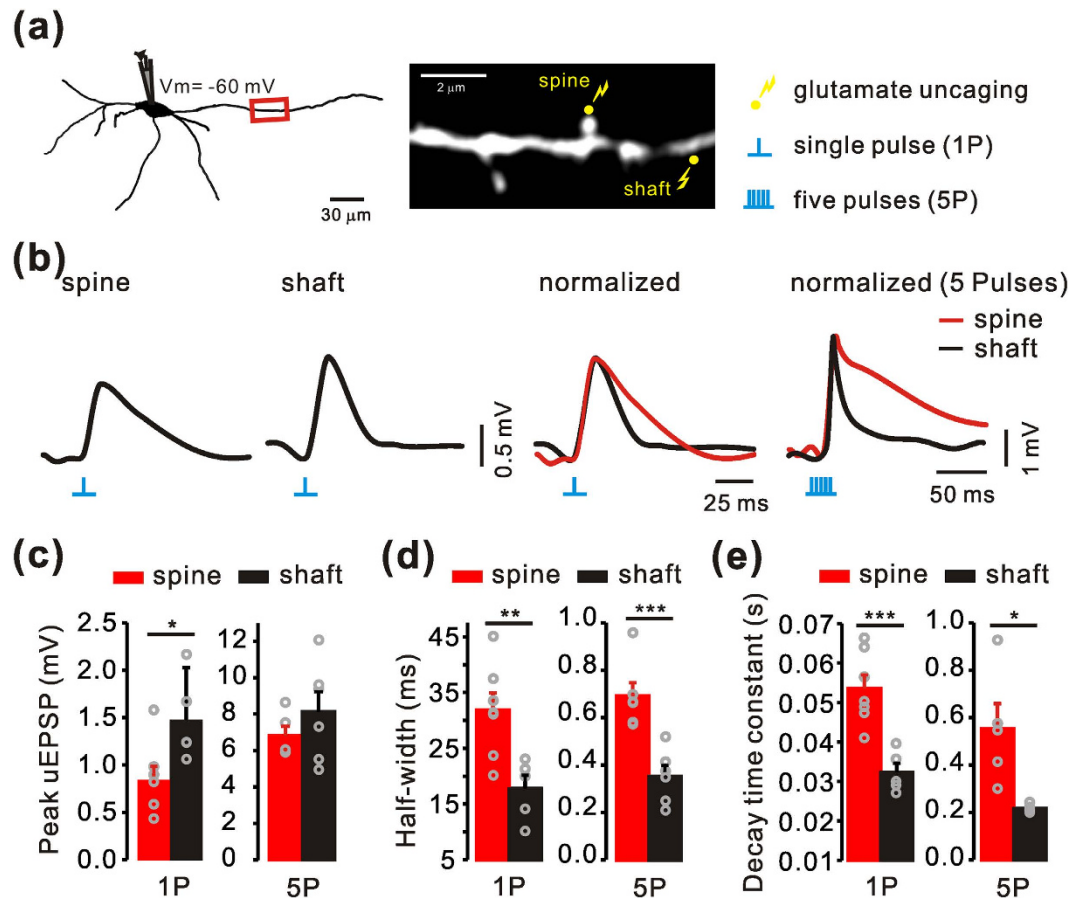 (a)
Vm= -60 mV
30 μm
2 μm
spine
shaft
glutamate uncaging
single pulse (1P)
five pulses (5P)
(b)
spine
shaft
normalized
normalized (5 Pulses)
spine
shaft
0.5 mV
25 ms
1 mV
50 ms
(c)
spine shaft
Peak uEPSP (mV)
2.5
2.0
1.5
1.0
0.5
0.0
*
1P
12
10
8
6
4
2
0
5P
(d)
spine shaft
Half-width (ms)
45
35
25
15
5
**
1P
1.0
0.8
0.6
0.4
0.2
0.0
***
5P
(e)
spine shaft
Decay time constant (s)
0.07
0.06
0.05
0.04
0.03
0.02
0.01
***
1P
1.0
0.8
0.6
0.4
0.2
0.0
*
5P